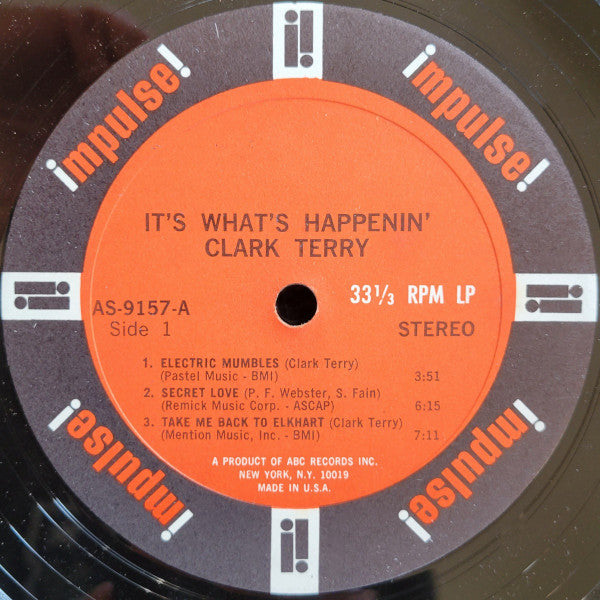 impulse!
impulse!
IT'S WHAT'S HAPPENIN'
CLARK TERRY
AS-9157-A
33⅓ RPM LP
Side 1
STEREO
1. ELECTRIC MUMBLES (Clark Terry)
(Pastel Music - BMI) 3:51
2. SECRET LOVE (P. F. Webster, S. Fain)
(Remick Music Corp. - ASCAP) 6:15
3. TAKE ME BACK TO ELKHART (Clark Terry)
(Mention Music, Inc. - BMI) 7:11
A PRODUCT OF ABC RECORDS INC.
NEW YORK, N.Y. 10019
MADE IN U.S.A.
impulse!
impulse!